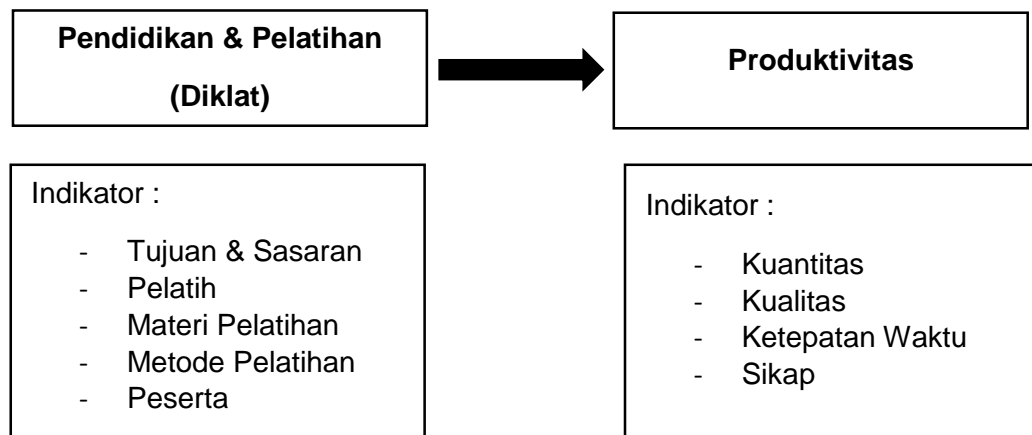 Pendidikan & Pelatihan
(Diklat)
Produktivitas
Indikator :
- Tujuan & Sasaran
- Pelatih
- Materi Pelatihan
- Metode Pelatihan
- Peserta
Indikator :
- Kuantitas
- Kualitas
- Ketepatan Waktu
- Sikap